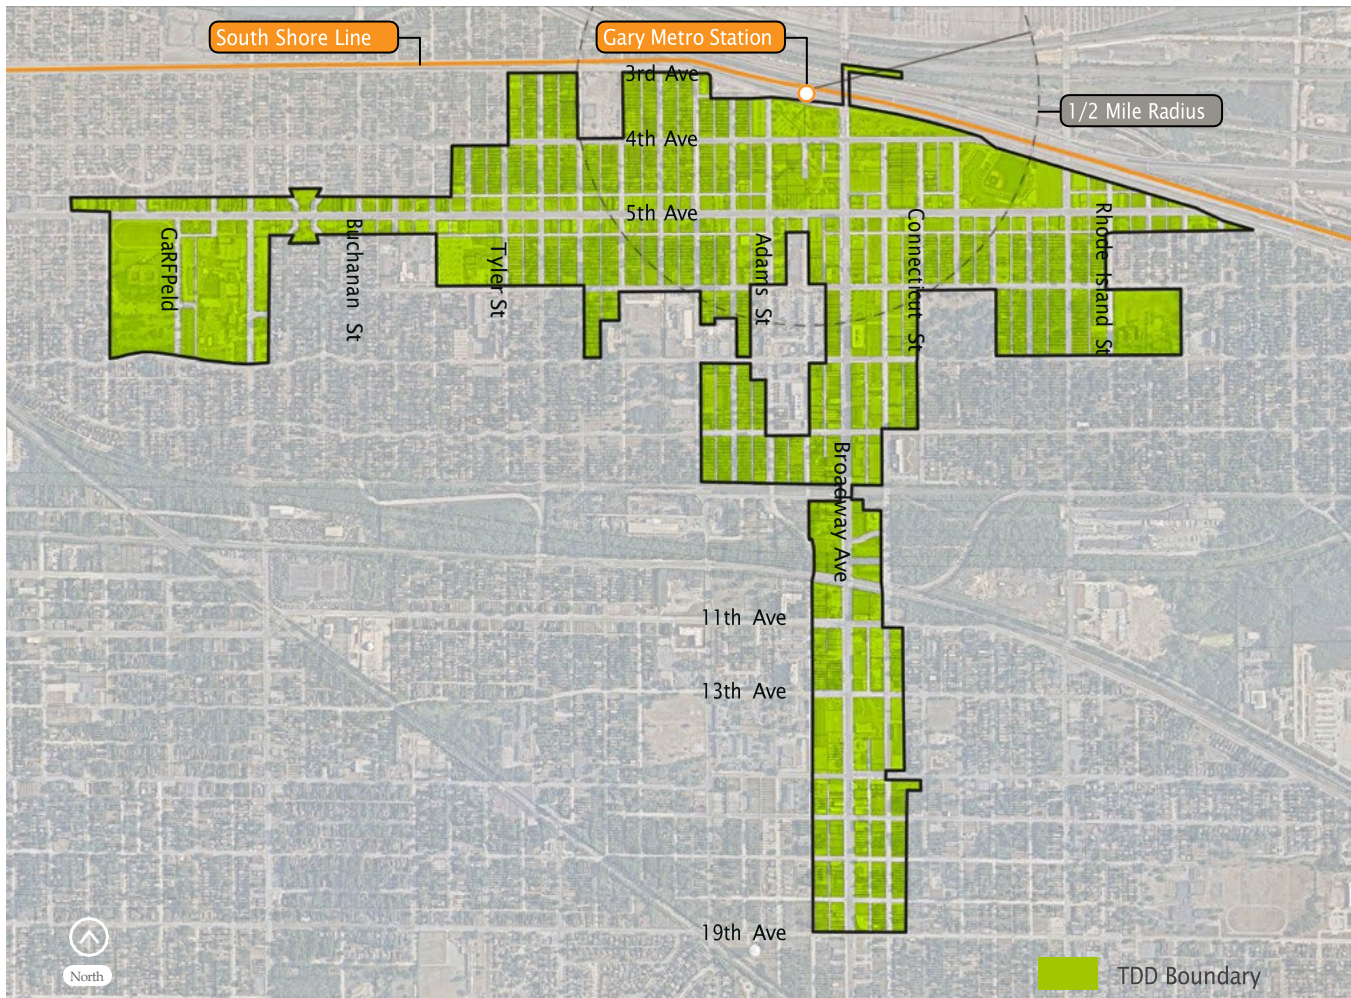 South Shore Line
Gary Metro Station
3rd Ave
1/2 Mile Radius
4th Ave
5th Ave
GaRFPeld
Buchanan St
Tyler St
Adams St
Connecticut St
Rhode Island St
Broadway Ave
11th Ave
13th Ave
19th Ave
North
TDD Boundary